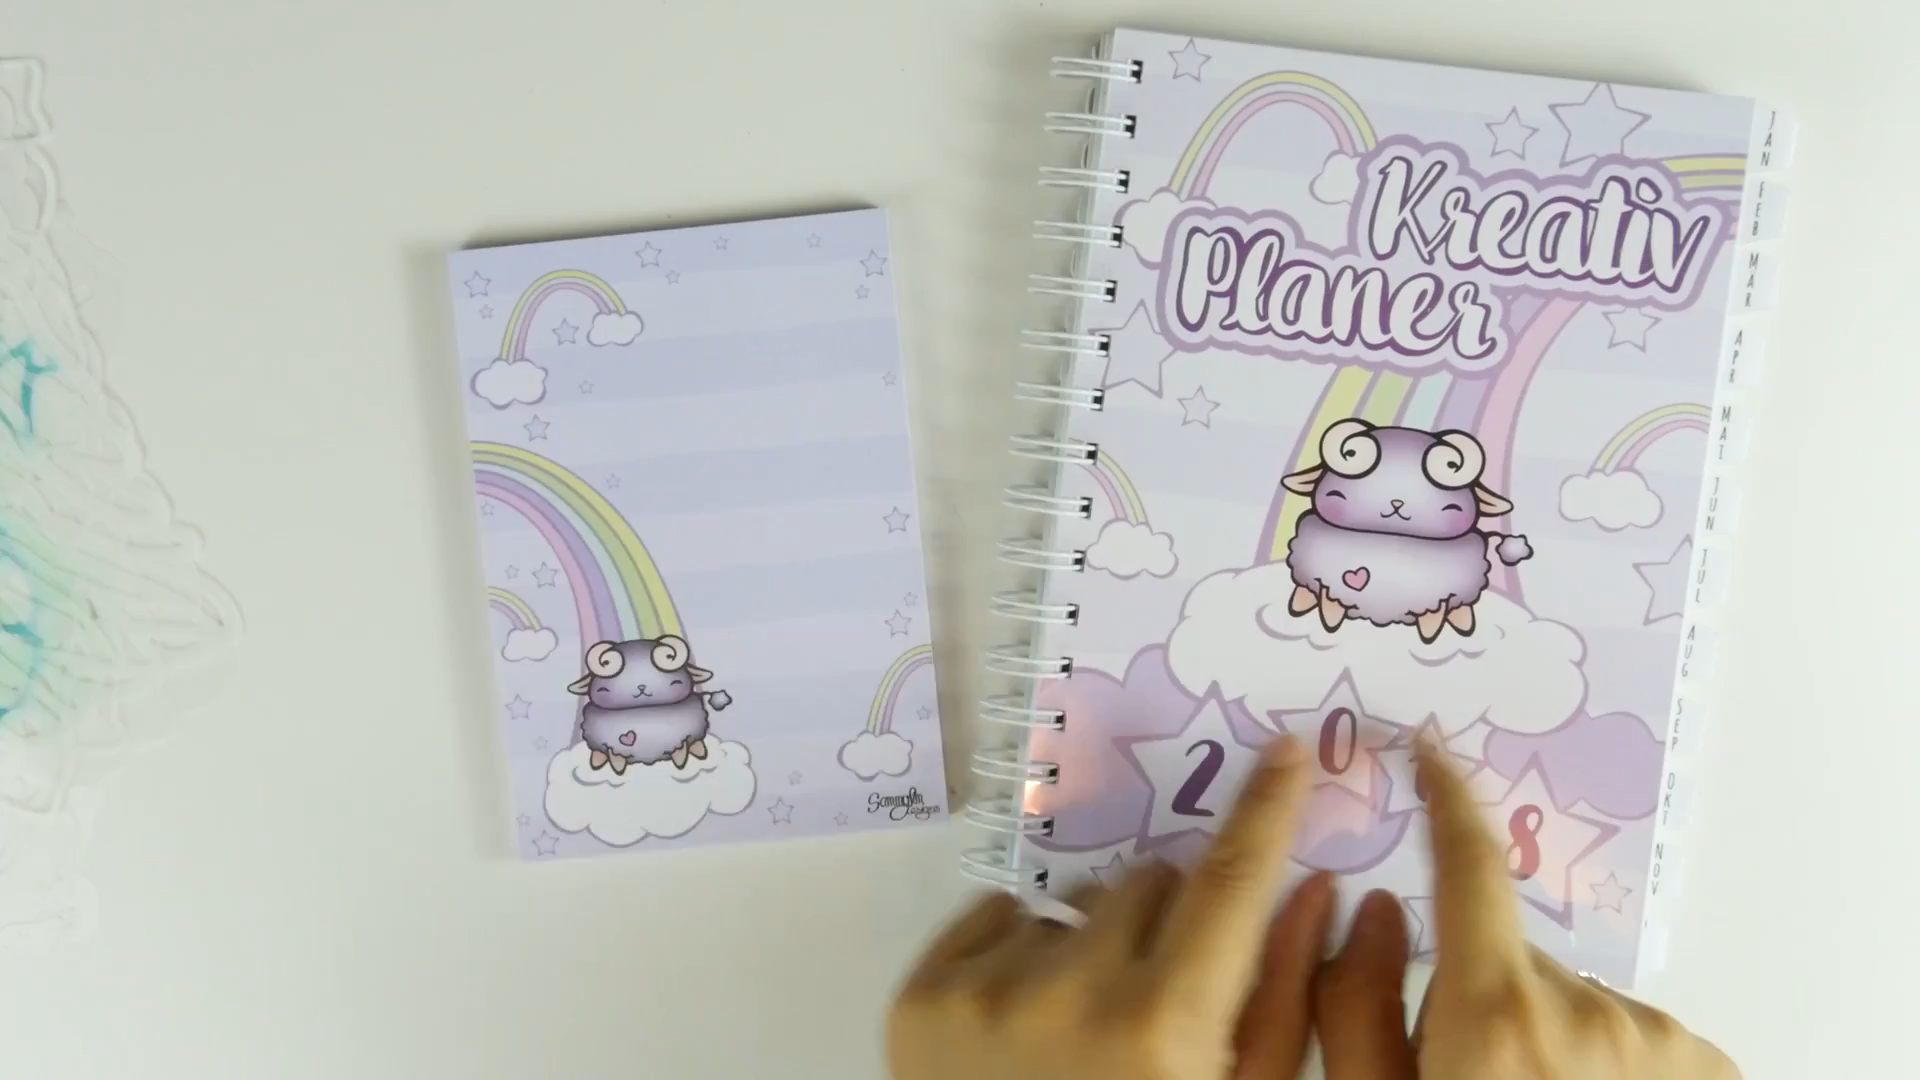 Kreativ
Planer
2 0 8
JAN
FEB
MAR
APR
MAI
JUN
JUL
AUG
SEP
OKT
NOV